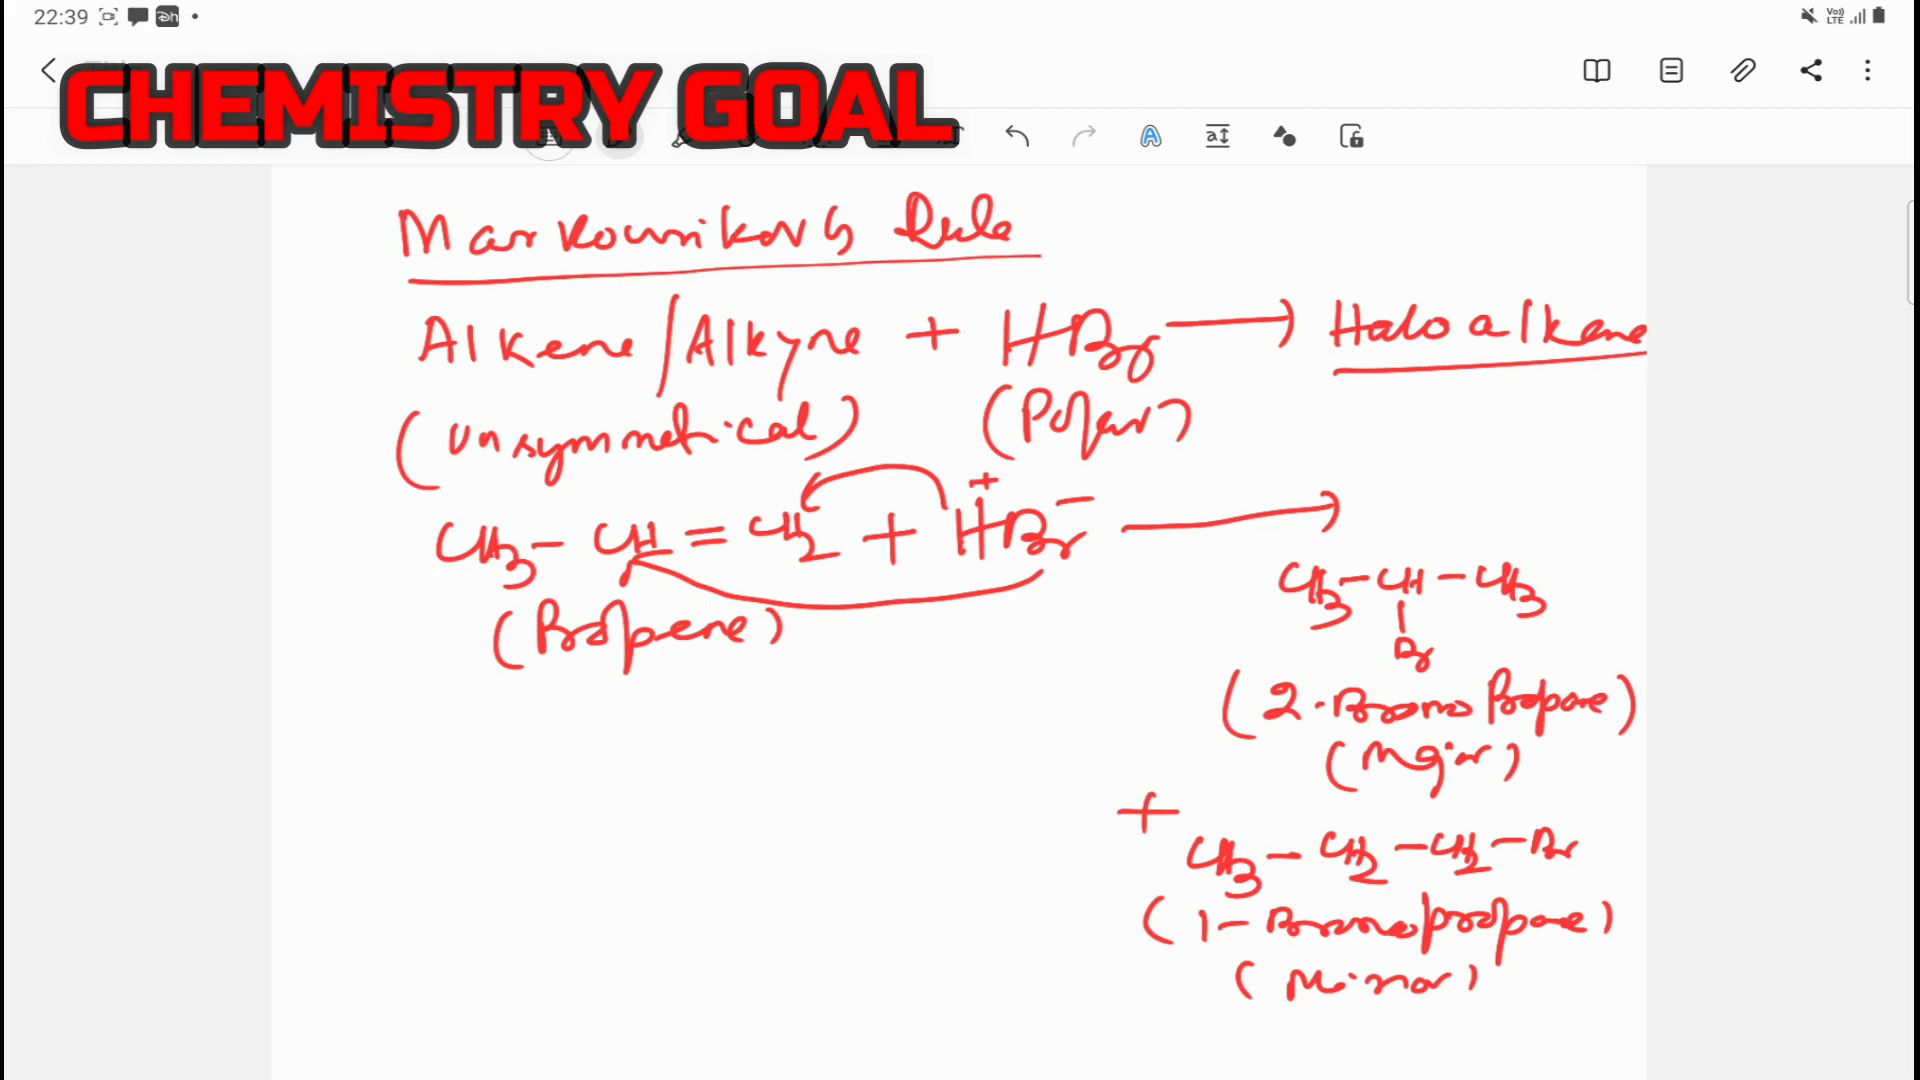 22:39
CHEMISTRY GOAL
Markownikov's Rule
Alkene/Alkyne + HBr ⟶ Haloalkene
(Unsymmetrical) (Polar)
CH3 - CH = CH2 + H+Br- ⟶
(Propene)
CH3 - CH - CH3
Br
(2-Bromo Propane)
(Major)
+
CH3 - CH2 - CH2 - Br
(1-Bromopropane)
(Minor)